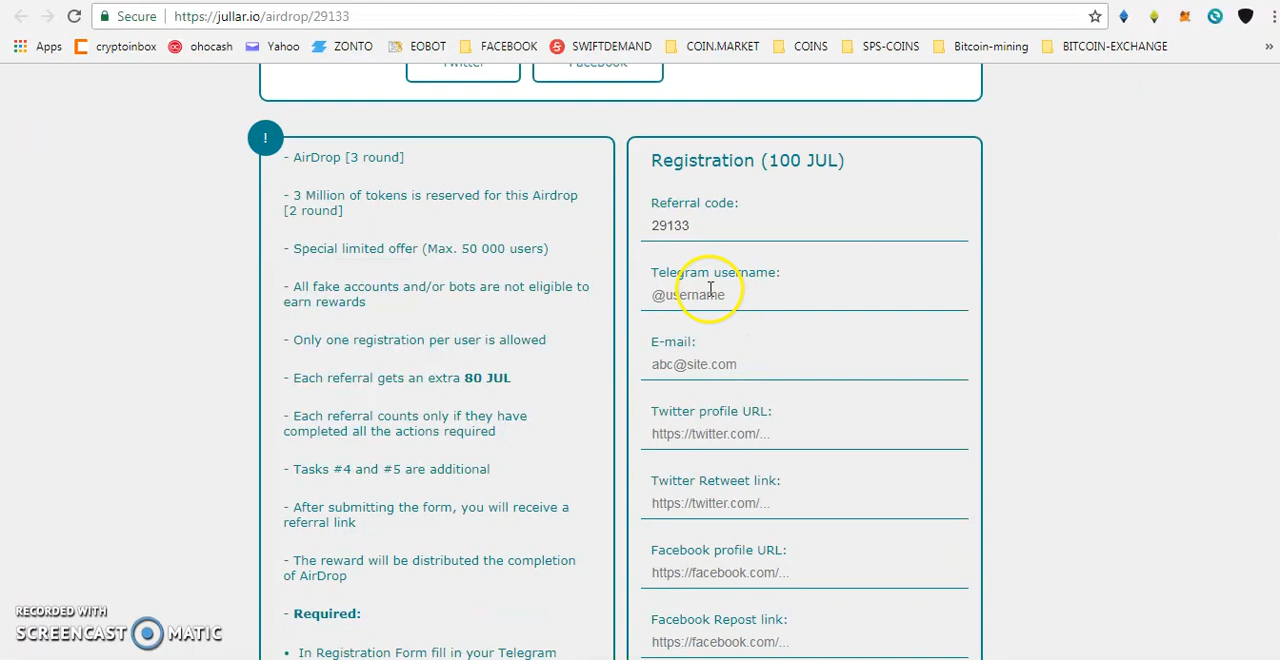 Secure https://jullar.io/airdrop/29133
Apps cryptoinbox ohocash Yahoo ZONTO EOBOT FACEBOOK SWIFTDEMAND COIN.MARKET COINS SPS-COINS Bitcoin-mining BITCOIN-EXCHANGE »
Twitter Facebook
!
- AirDrop [3 round]
- 3 Million of tokens is reserved for this Airdrop
[2 round]
- Special limited offer (Max. 50 000 users)
- All fake accounts and/or bots are not eligible to
earn rewards
- Only one registration per user is allowed
- Each referral gets an extra 80 JUL
- Each referral counts only if they have
completed all the actions required
- Tasks #4 and #5 are additional
- After submitting the form, you will receive a
referral link
- The reward will be distributed the completion
of AirDrop
- Required:
• In Registration Form fill in your Telegram
Registration (100 JUL)
Referral code:
29133
Telegram username:
@username
E-mail:
abc@site.com
Twitter profile URL:
https://twitter.com/...
Twitter Retweet link:
https://twitter.com/...
Facebook profile URL:
https://facebook.com/...
Facebook Repost link:
https://facebook.com/...
RECORDED WITH
SCREENCAST MATIC